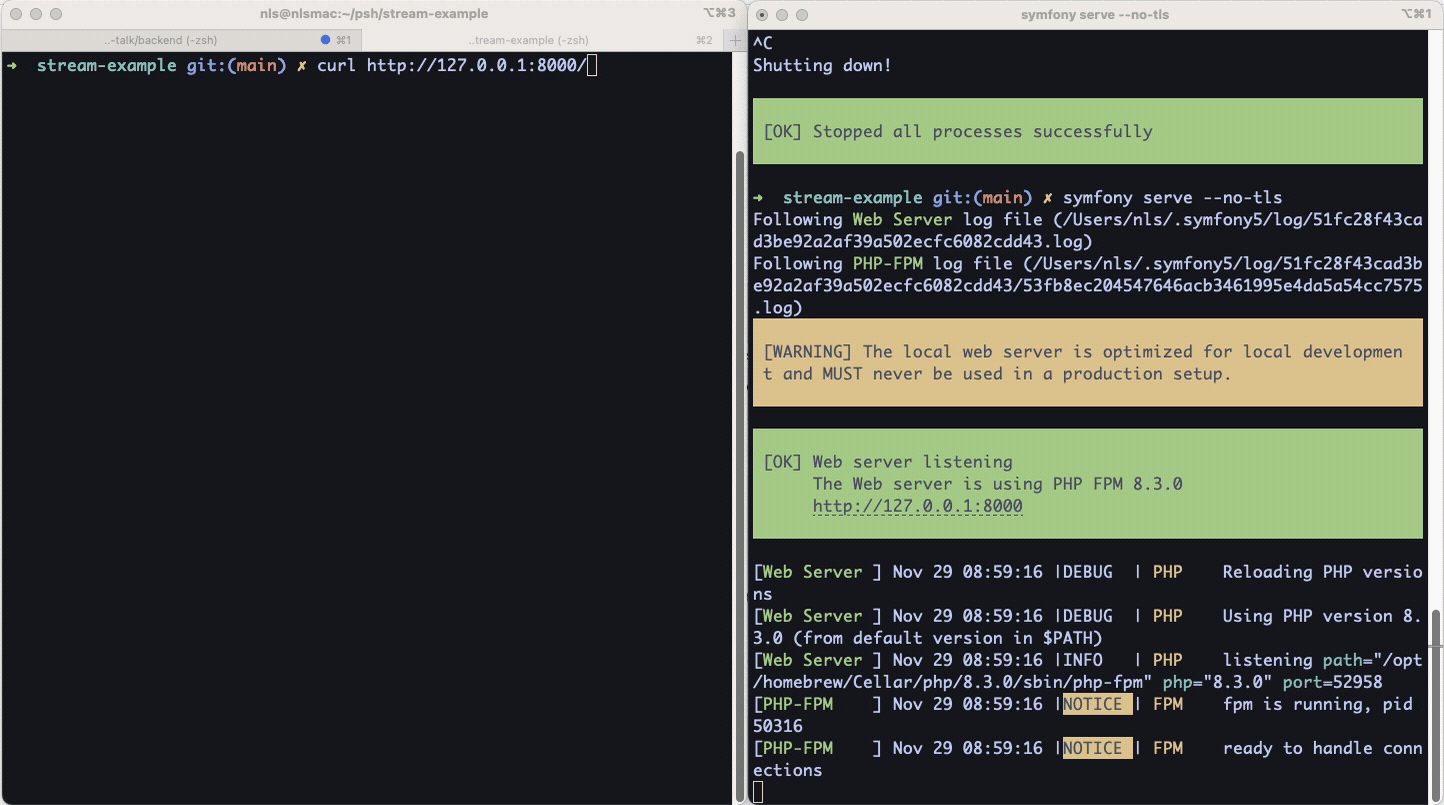 nls@nlsmac:~/psh/stream-example
⌥⌘3
..-talk/backend (-zsh)
⌘1
..tream-example (-zsh)
⌘2
+
➜  stream-example git:(main) ✗ curl http://127.0.0.1:8000/
symfony serve --no-tls
⌥⌘1
^C
Shutting down!
[OK] Stopped all processes successfully
➜  stream-example git:(main) ✗ symfony serve --no-tls
Following Web Server log file (/Users/nls/.symfony5/log/51fc28f43ca
d3be92a2af39a502ecfc6082cdd43.log)
Following PHP-FPM log file (/Users/nls/.symfony5/log/51fc28f43cad3b
e92a2af39a502ecfc6082cdd43/53fb8ec204547646acb3461995e4da5a54cc7575
.log)
[WARNING] The local web server is optimized for local developmen
t and MUST never be used in a production setup.
[OK] Web server listening
The Web server is using PHP FPM 8.3.0
http://127.0.0.1:8000
[Web Server ] Nov 29 08:59:16 |DEBUG  | PHP    Reloading PHP versio
ns
[Web Server ] Nov 29 08:59:16 |DEBUG  | PHP    Using PHP version 8.
3.0 (from default version in $PATH)
[Web Server ] Nov 29 08:59:16 |INFO   | PHP    listening path="/opt
/homebrew/Cellar/php/8.3.0/sbin/php-fpm" php="8.3.0" port=52958
[PHP-FPM    ] Nov 29 08:59:16 |NOTICE | FPM    fpm is running, pid
50316
[PHP-FPM    ] Nov 29 08:59:16 |NOTICE | FPM    ready to handle conn
ections